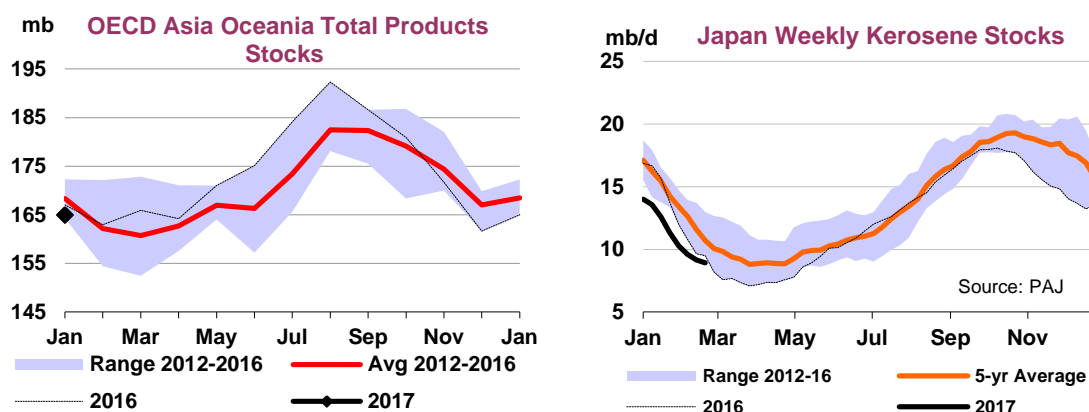 mb
OECD Asia Oceania Total Products
Stocks
195
185
175
165
155
145
Jan Mar May Jul Sep Nov Jan
Range 2012-2016 Avg 2012-2016
2016 2017
mb/d
Japan Weekly Kerosene Stocks
25
20
15
10
5
Source: PAJ
Jan Mar May Jul Sep Nov
Range 2012-16 5-yr Average
2016 2017